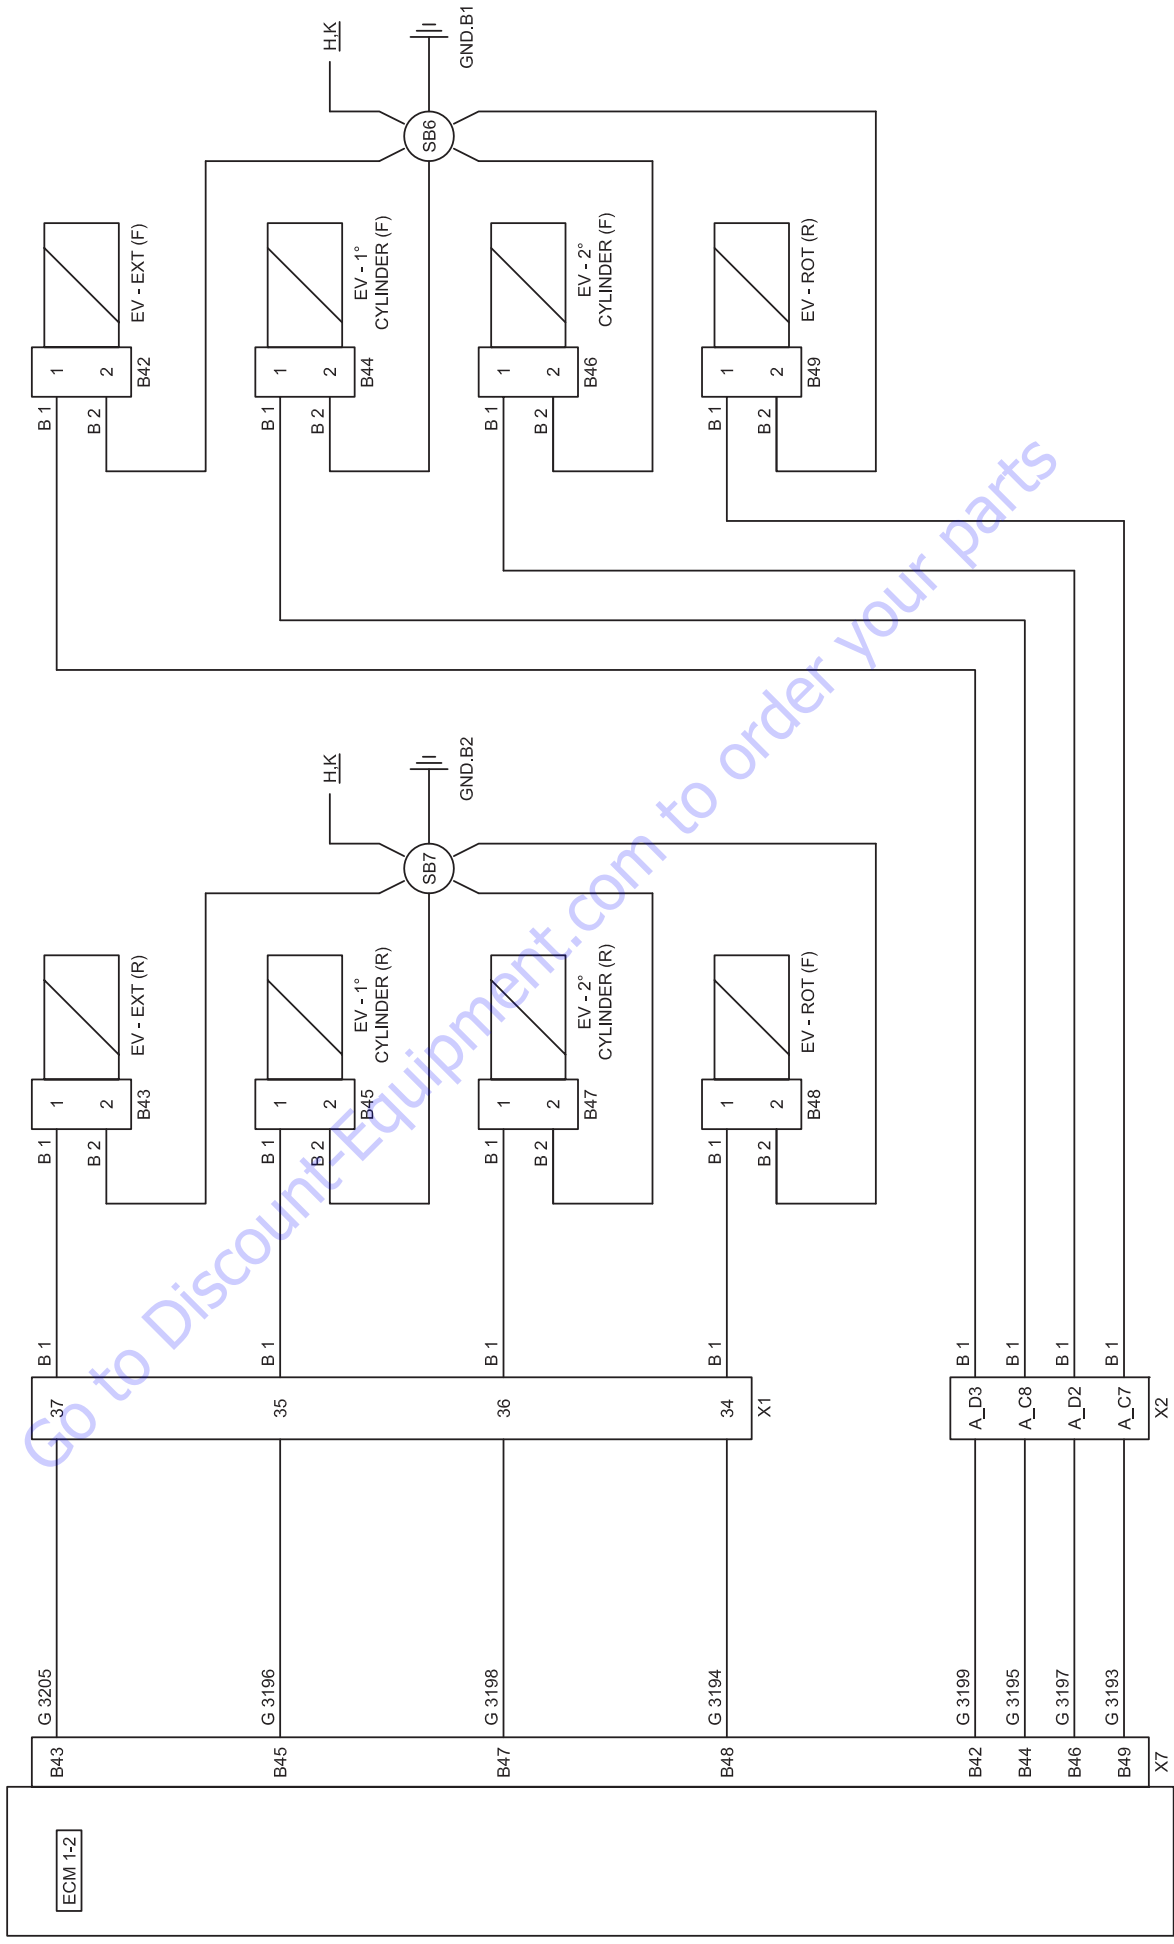 ECM 1-2
X7
B43
B45
B47
B48
B42
B44
B46
B49
G 3205
G 3196
G 3198
G 3194
G 3199
G 3195
G 3197
G 3193
37
35
36
34
X1
A_D3
A_C8
A_D2
A_C7
X2
B 1
B 1
B 1
B 1
B 1
B 1
B 1
B 1
B 1
B 2
1
2
B43
EV - EXT (R)
B 1
B 2
1
2
B45
EV - 1°
CYLINDER (R)
B 1
B 2
1
2
B47
EV - 2°
CYLINDER (R)
B 1
B 2
1
2
B48
EV - ROT (F)
SB7
H,K
GND.B2
B 1
B 2
1
2
B42
EV - EXT (F)
B 1
B 2
1
2
B44
EV - 1°
CYLINDER (F)
B 1
B 2
1
2
B46
EV - 2°
CYLINDER (F)
B 1
B 2
1
2
B49
EV - ROT (R)
SB6
H,K
GND.B1
Go to Discount-Equipment.com to order your parts